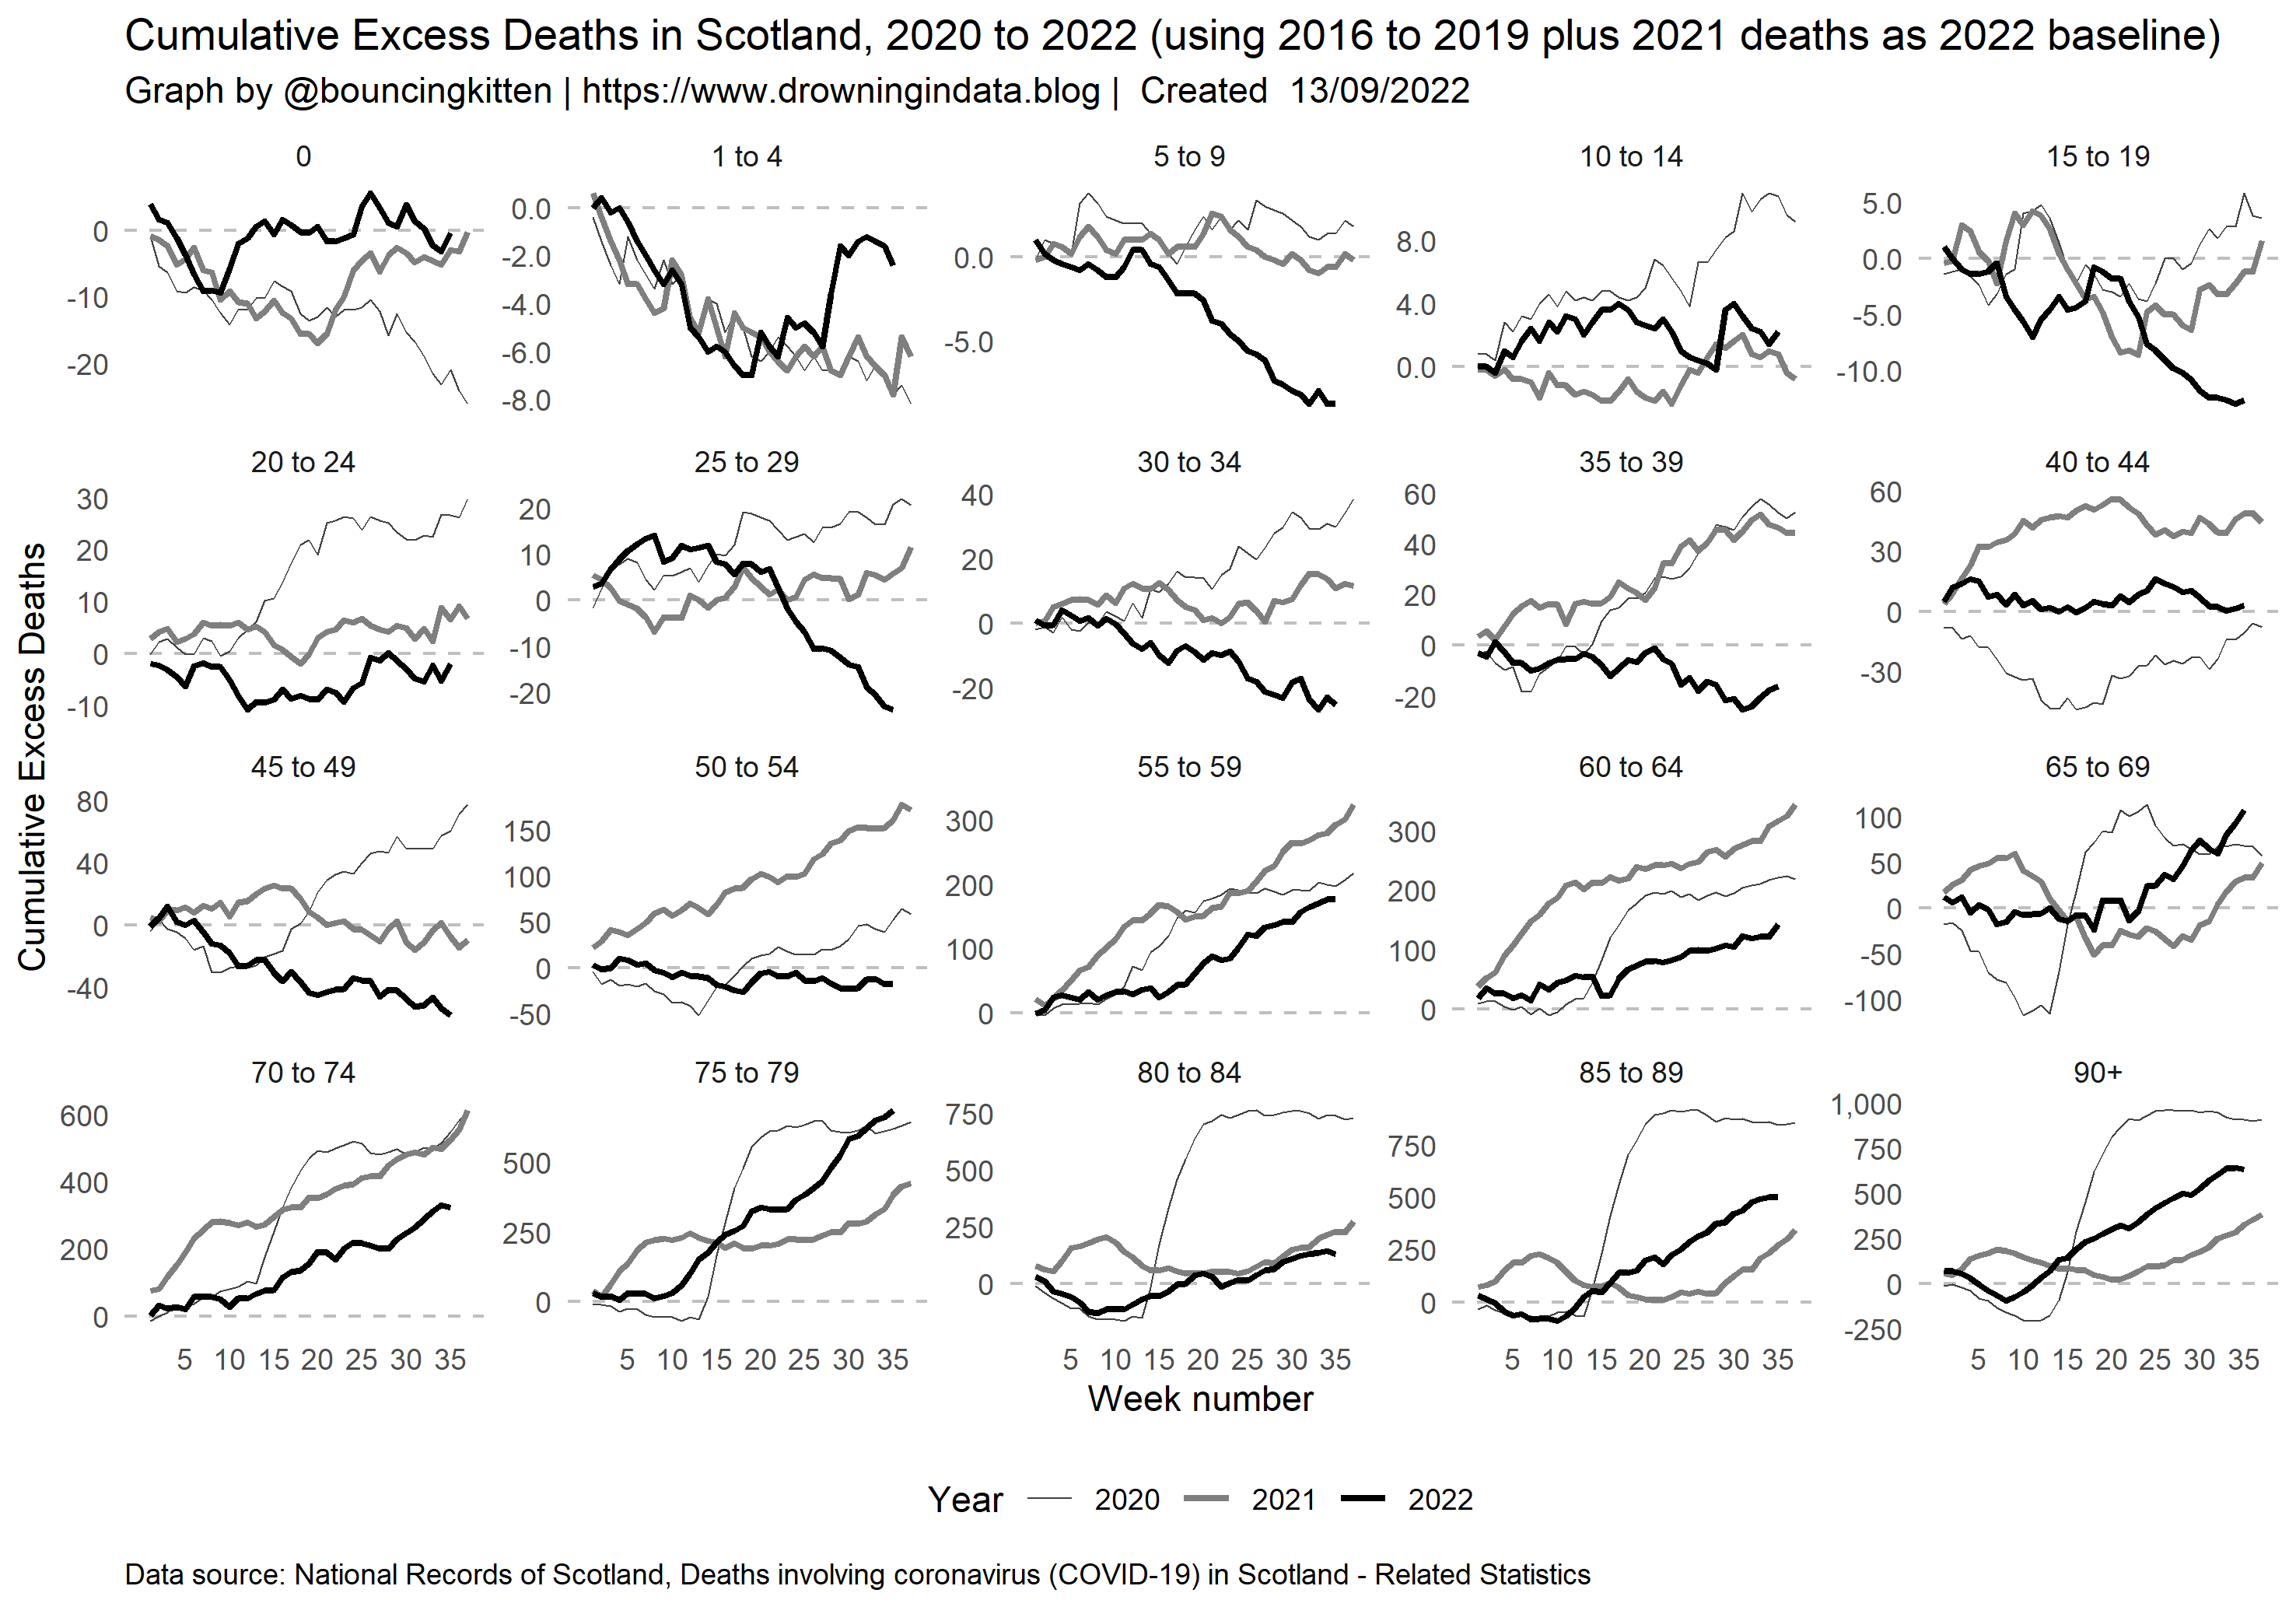 Cumulative Excess Deaths in Scotland, 2020 to 2022 (using 2016 to 2019 plus 2021 deaths as 2022 baseline)
Graph by @bouncingkitten | https://www.drowningindata.blog | Created 13/09/2022
Cumulative Excess Deaths
0
0
-10
-20
1 to 4
0.0
-2.0
-4.0
-6.0
-8.0
5 to 9
0.0
-5.0
10 to 14
8.0
4.0
0.0
15 to 19
5.0
0.0
-5.0
-10.0
20 to 24
30
20
10
0
-10
25 to 29
20
10
0
-10
-20
30 to 34
40
20
0
-20
35 to 39
60
40
20
0
-20
40 to 44
60
30
0
-30
45 to 49
80
40
0
-40
50 to 54
150
100
50
0
-50
55 to 59
300
200
100
0
60 to 64
300
200
100
0
65 to 69
100
50
0
-50
-100
70 to 74
600
400
200
0
5 10 15 20 25 30 35
75 to 79
500
250
0
5 10 15 20 25 30 35
80 to 84
750
500
250
0
5 10 15 20 25 30 35
85 to 89
750
500
250
0
5 10 15 20 25 30 35
90+
1,000
750
500
250
0
-250
5 10 15 20 25 30 35
Week number
Year 2020 2021 2022
Data source: National Records of Scotland, Deaths involving coronavirus (COVID-19) in Scotland - Related Statistics